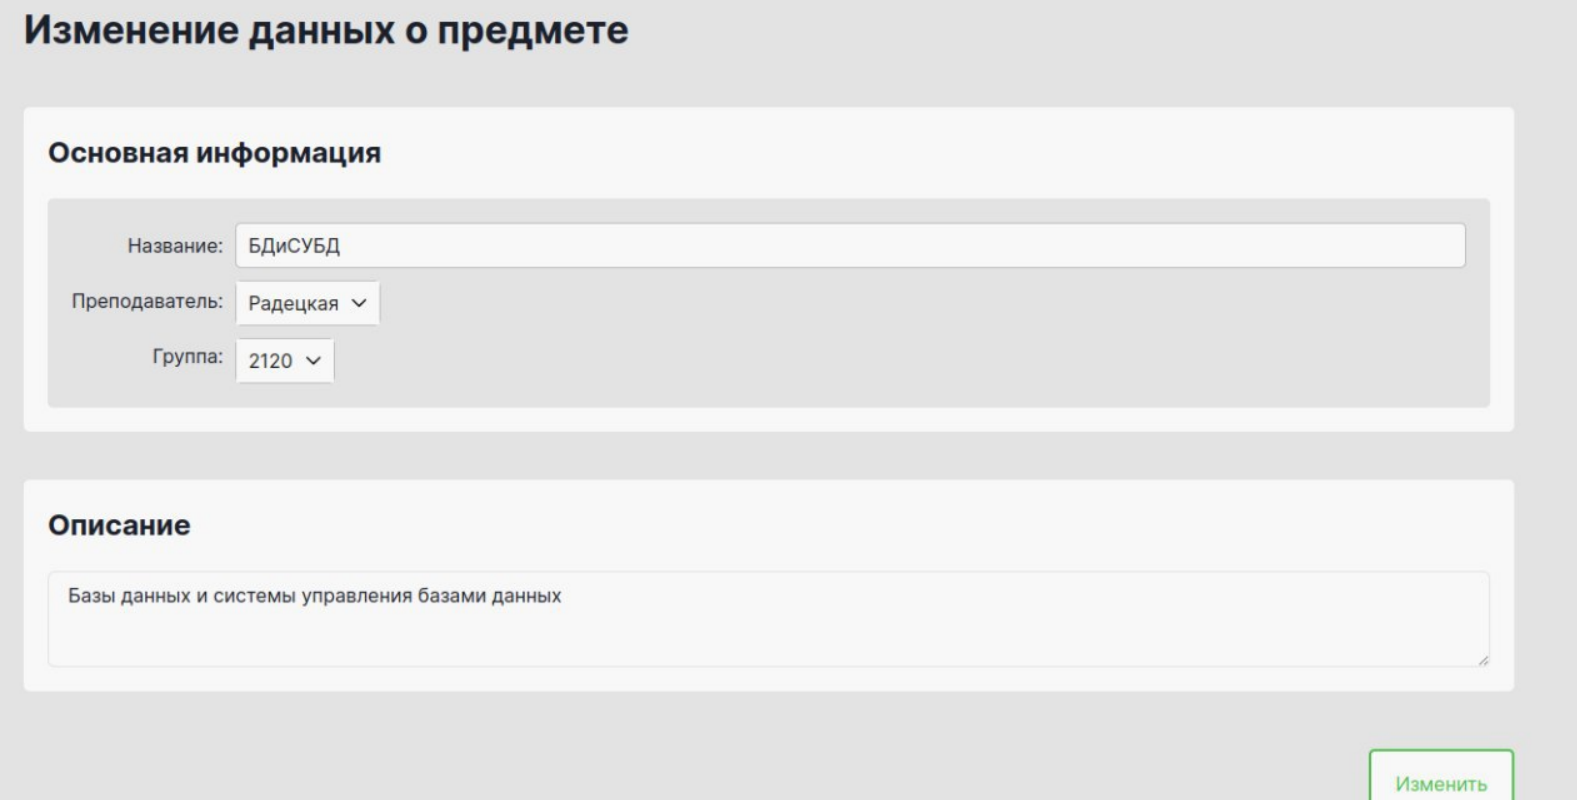 Изменение данных о предмете
Основная информация
Название: БДиСУБД
Преподаватель: Радецкая
Группа: 2120
Описание
Базы данных и системы управления базами данных
Изменить